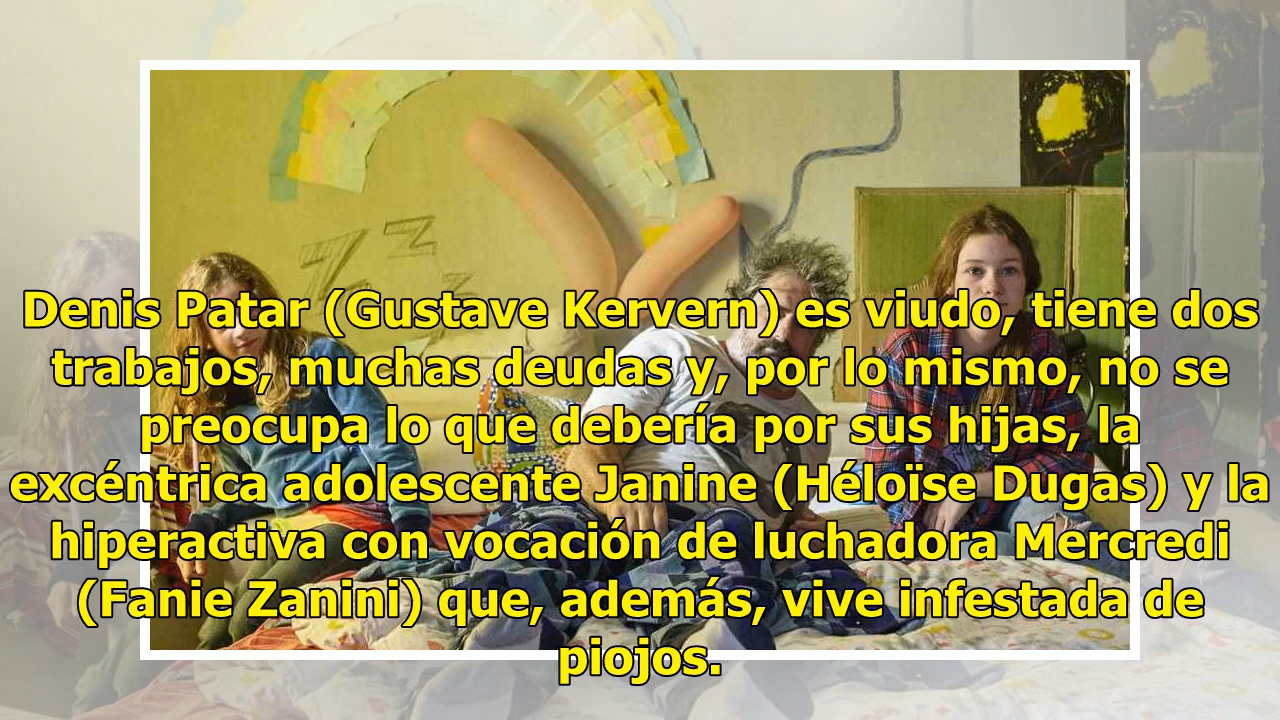 Z Z
Z Z
Denis Patar (Gustave Kervern) es viudo, tiene dos
trabajos, muchas deudas y, por lo mismo, no se
preocupa lo que debería por sus hijas, la
excéntrica adolescente Janine (Héloïse Dugas) y la
hiperactiva con vocación de luchadora Mercredi
(Fanie Zanini) que, además, vive infestada de
piojos.